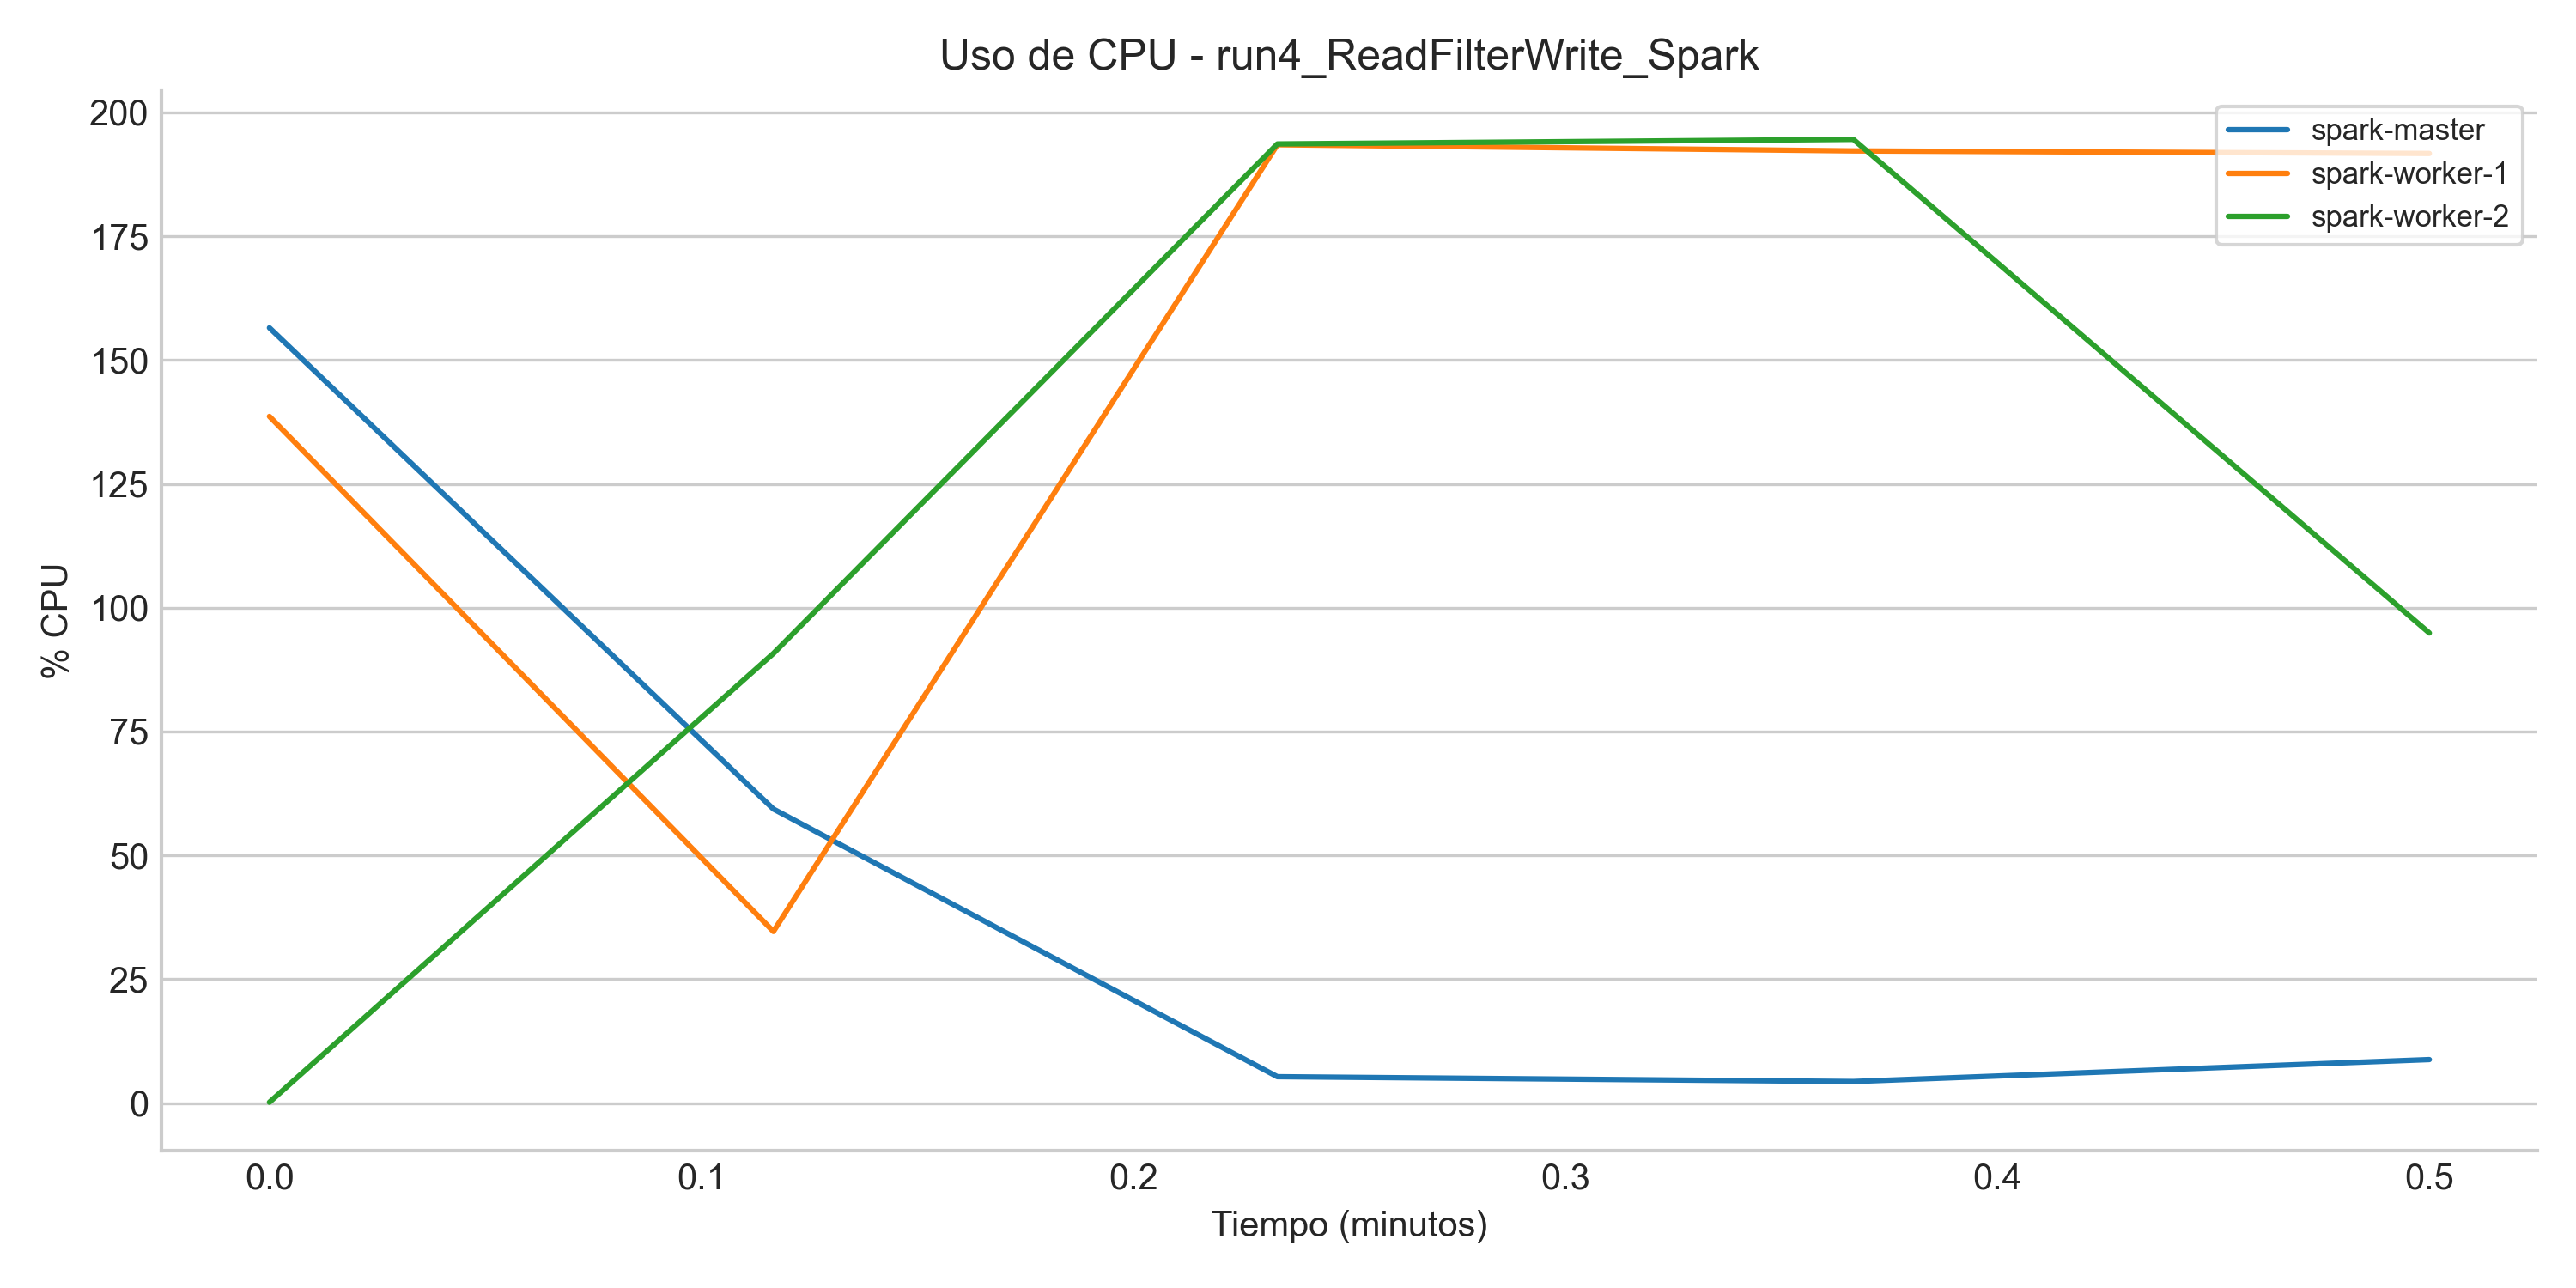 Uso de CPU - run4_ReadFilterWrite_Spark
spark-master
spark-worker-1
spark-worker-2
% CPU
200
175
150
125
100
75
50
25
0
0.0 0.1 0.2 0.3 0.4 0.5
Tiempo (minutos)